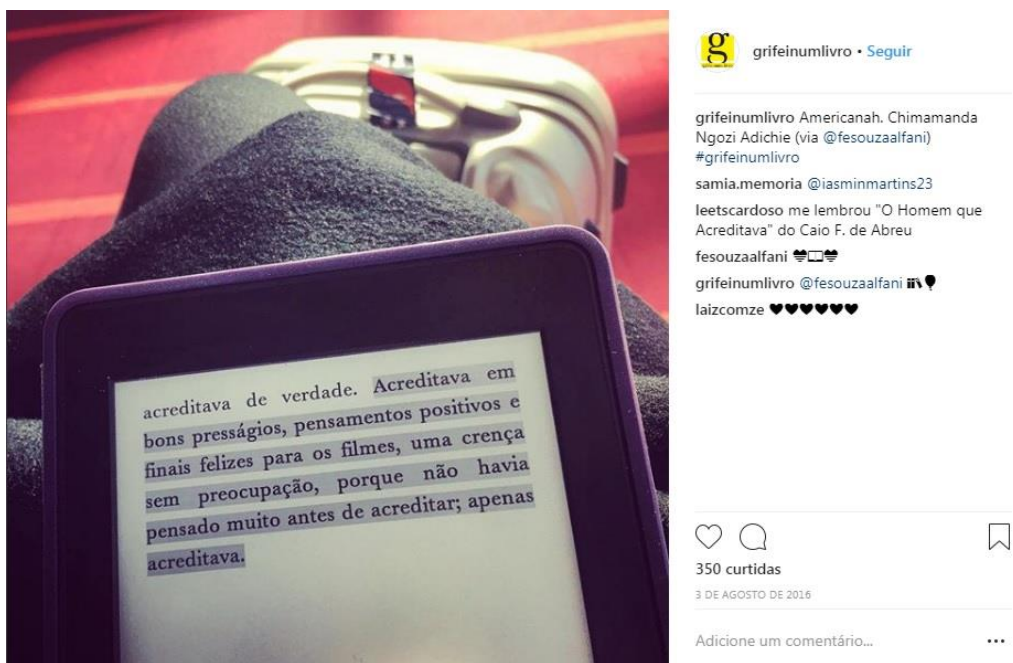 acreditava de verdade. Acreditava em
bons presságios, pensamentos positivos e
finais felizes para os filmes, uma crença
sem preocupação, porque não havia
pensado muito antes de acreditar; apenas
acreditava.
g
grifeinumlivro • Seguir
grifeinumlivro Americanah. Chimamanda
Ngozi Adichie (via @fesouzaalfani)
#grifeinumlivro
samia.memoria @iasminmartins23
leetscardoso me lembrou "O Homem que
Acreditava" do Caio F. de Abreu
fesouzaalfani
grifeinumlivro @fesouzaalfani
laizcomze ♥♥♥♥♥♥
350 curtidas
3 DE AGOSTO DE 2016
Adicione um comentário...